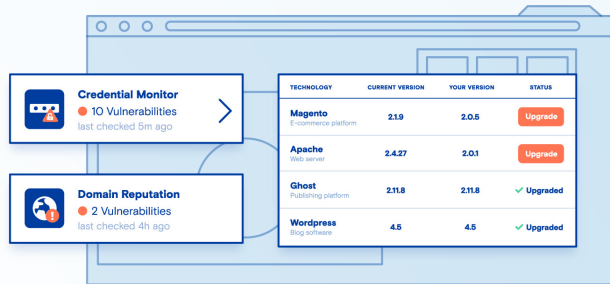 Credential Monitor
10 Vulnerabilities
last checked 5m ago
Domain Reputation
2 Vulnerabilities
last checked 4h ago
TECHNOLOGY CURRENT VERSION YOUR VERSION STATUS
Magento 2.1.9 2.0.5 Upgrade
E-commerce platform
Apache 2.4.27 2.0.1 Upgrade
Web server
Ghost 2.11.8 2.11.8 Upgraded
Publishing platform
Wordpress 4.5 4.5 Upgraded
Blog software